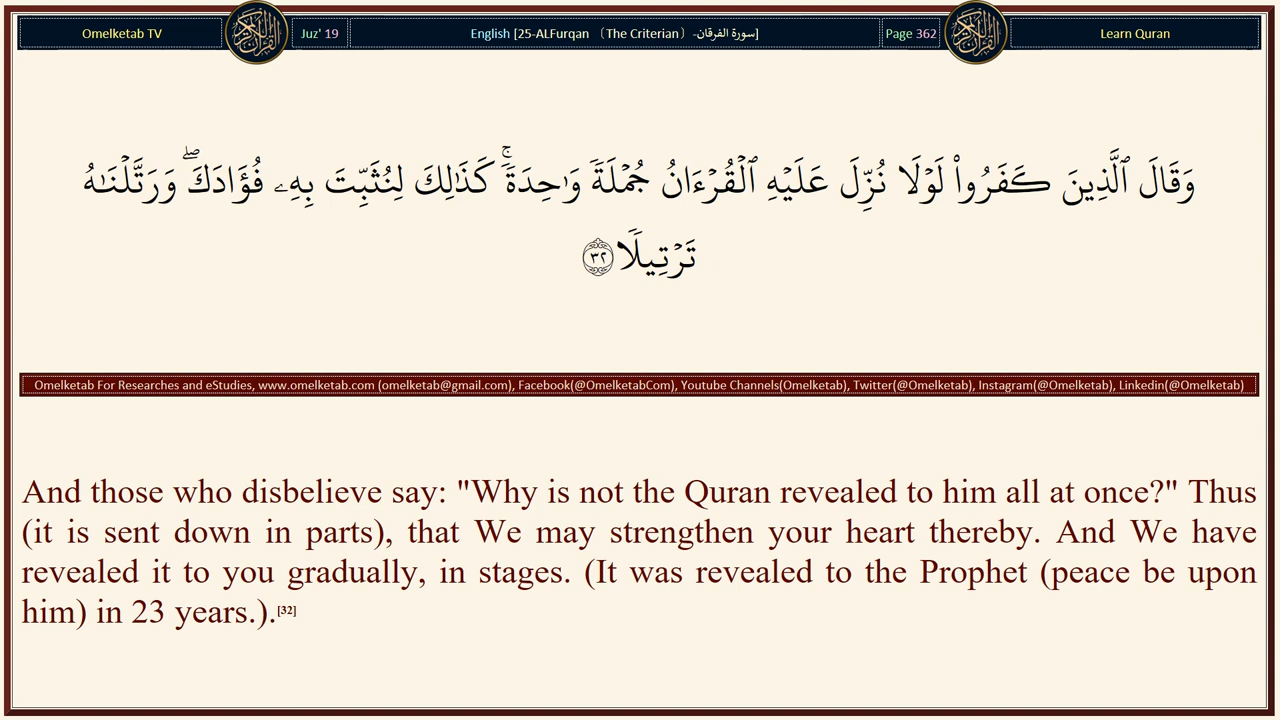 Omelketab TV
Juz' 19
English [25-ALFurqan （The Criterian）-سورة الفرقان]
Page 362
Learn Quran
وَقَالَ ٱلَّذِينَ كَفَرُوا۟ لَوْلَا نُزِّلَ عَلَيْهِ ٱلْقُرْءَانُ جُمْلَةًۭ وَٰحِدَةًۭ ۚ كَذَٰلِكَ لِنُثَبِّتَ بِهِۦ فُؤَادَكَ ۖ وَرَتَّلْنَٰهُ
تَرْتِيلًۭا ٣٢
Omelketab For Researches and eStudies, www.omelketab.com (omelketab@gmail.com), Facebook(@OmelketabCom), Youtube Channels(Omelketab), Twitter(@Omelketab), Instagram(@Omelketab), Linkedin(@Omelketab)
And those who disbelieve say: "Why is not the Quran revealed to him all at once?" Thus
(it is sent down in parts), that We may strengthen your heart thereby. And We have
revealed it to you gradually, in stages. (It was revealed to the Prophet (peace be upon
him) in 23 years.).[32]